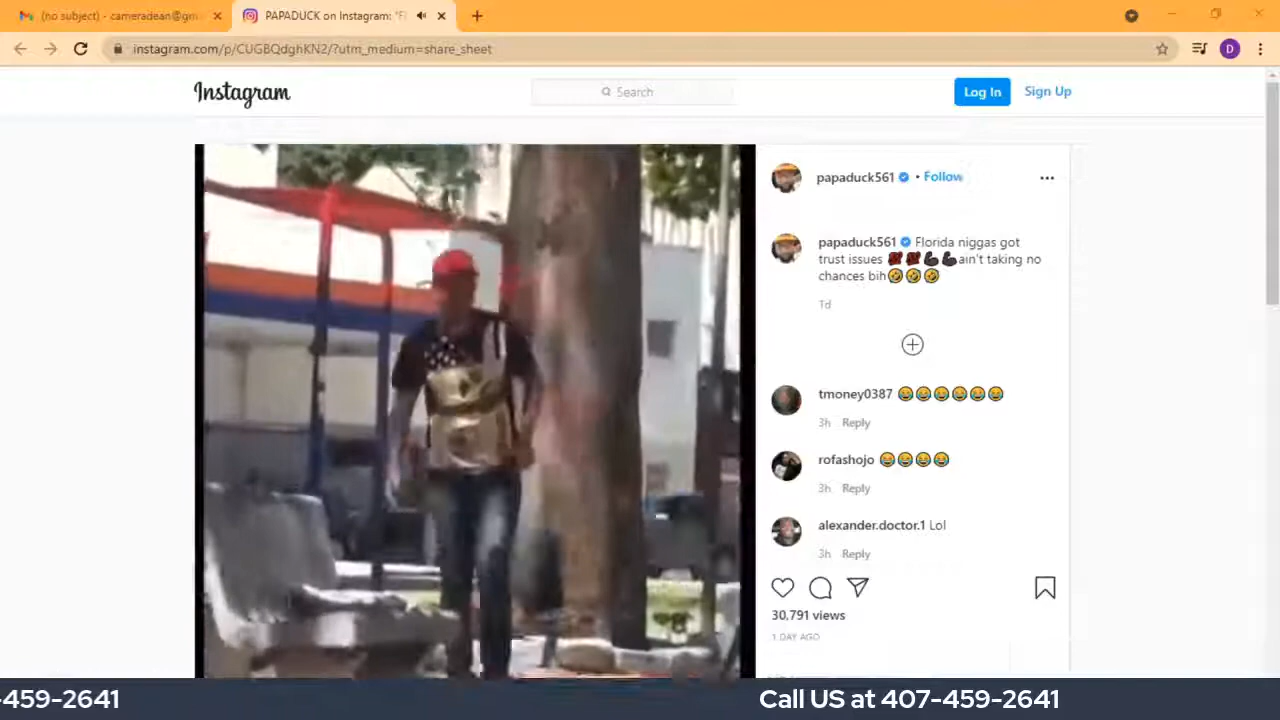 (no subject) - cameradean@gm
PAPADUCK on Instagram: "Fl
instagram.com/p/CUGBQdghKN2/?utm_medium=share_sheet
D
Instagram
Search
Log In
Sign Up
papaduck561 • Follow
papaduck561 Florida niggas got
trust issues 💯💯💪🏿💪🏿ain't taking no
chances bih🤣🤣🤣
1d
tmoney0387 😂😂😂😂😂😂
3h Reply
rofashojo 😂😂😂😂
3h Reply
alexander.doctor.1 Lol
3h Reply
30,791 views
1 DAY AGO
-459-2641
Call US at 407-459-2641